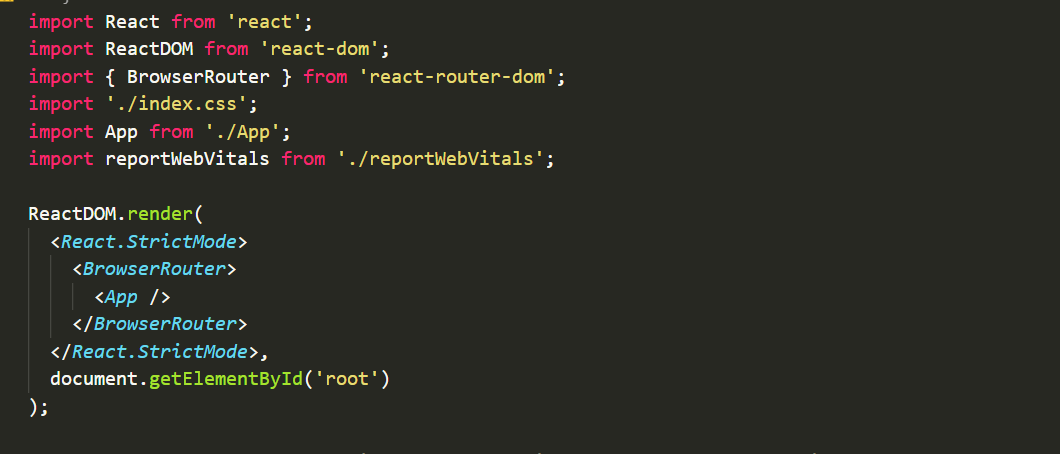 import React from 'react';
import ReactDOM from 'react-dom';
import { BrowserRouter } from 'react-router-dom';
import './index.css';
import App from './App';
import reportWebVitals from './reportWebVitals';

ReactDOM.render(
  <React.StrictMode>
    <BrowserRouter>
      <App />
    </BrowserRouter>
  </React.StrictMode>,
  document.getElementById('root')
);